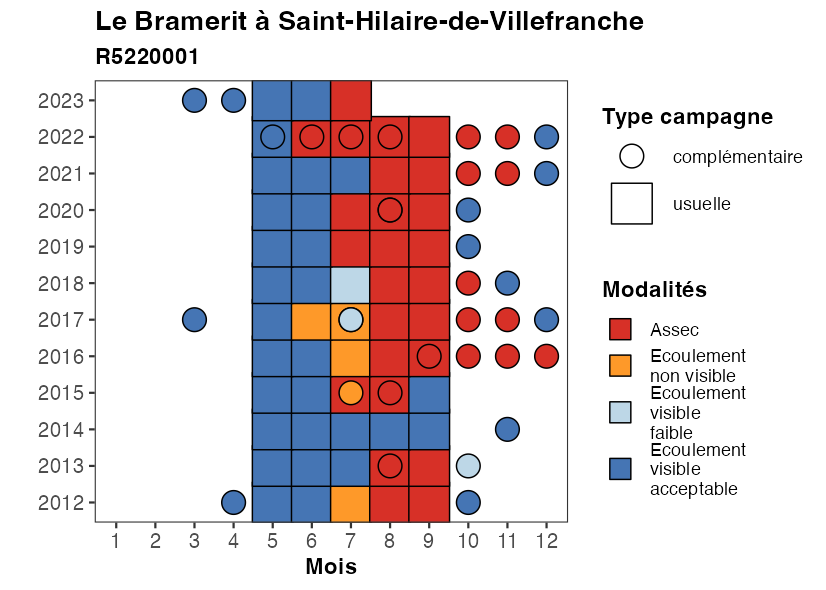 Le Bramerit à Saint-Hilaire-de-Villefranche
R5220001
2023
2022
2021
2020
2019
2018
2017
2016
2015
2014
2013
2012
1 2 3 4 5 6 7 8 9 10 11 12
Mois
Type campagne
complémentaire
usuelle
Modalités
Assec
Ecoulement
non visible
Ecoulement
visible
faible
Ecoulement
visible
acceptable